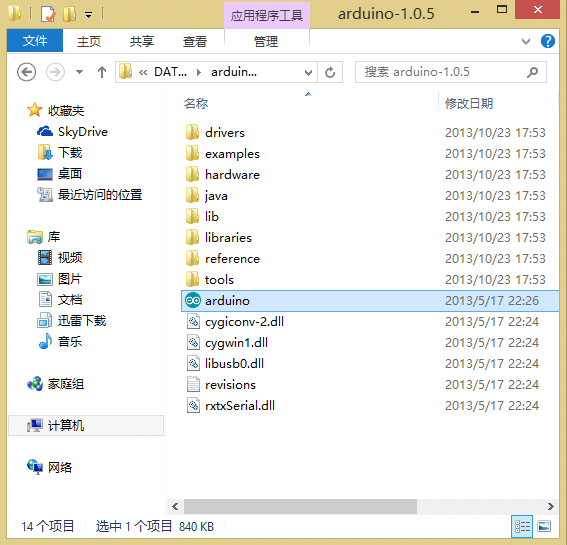 应用程序工具
arduino-1.0.5
文件 主页 共享 查看 管理
« DAT... arduin... 搜索 arduino-1.0.5
名称 修改日期
收藏夹
SkyDrive
下载
桌面
最近访问的位置
库
视频
图片
文档
迅雷下载
音乐
家庭组
计算机
网络
drivers 2013/10/23 17:53
examples 2013/10/23 17:53
hardware 2013/10/23 17:53
java 2013/10/23 17:53
lib 2013/10/23 17:53
libraries 2013/10/23 17:53
reference 2013/10/23 17:53
tools 2013/10/23 17:53
arduino 2013/5/17 22:26
cygiconv-2.dll 2013/5/17 22:24
cygwin1.dll 2013/5/17 22:24
libusb0.dll 2013/5/17 22:24
revisions 2013/5/17 22:24
rxtxSerial.dll 2013/5/17 22:24
14 个项目 选中 1 个项目 840 KB